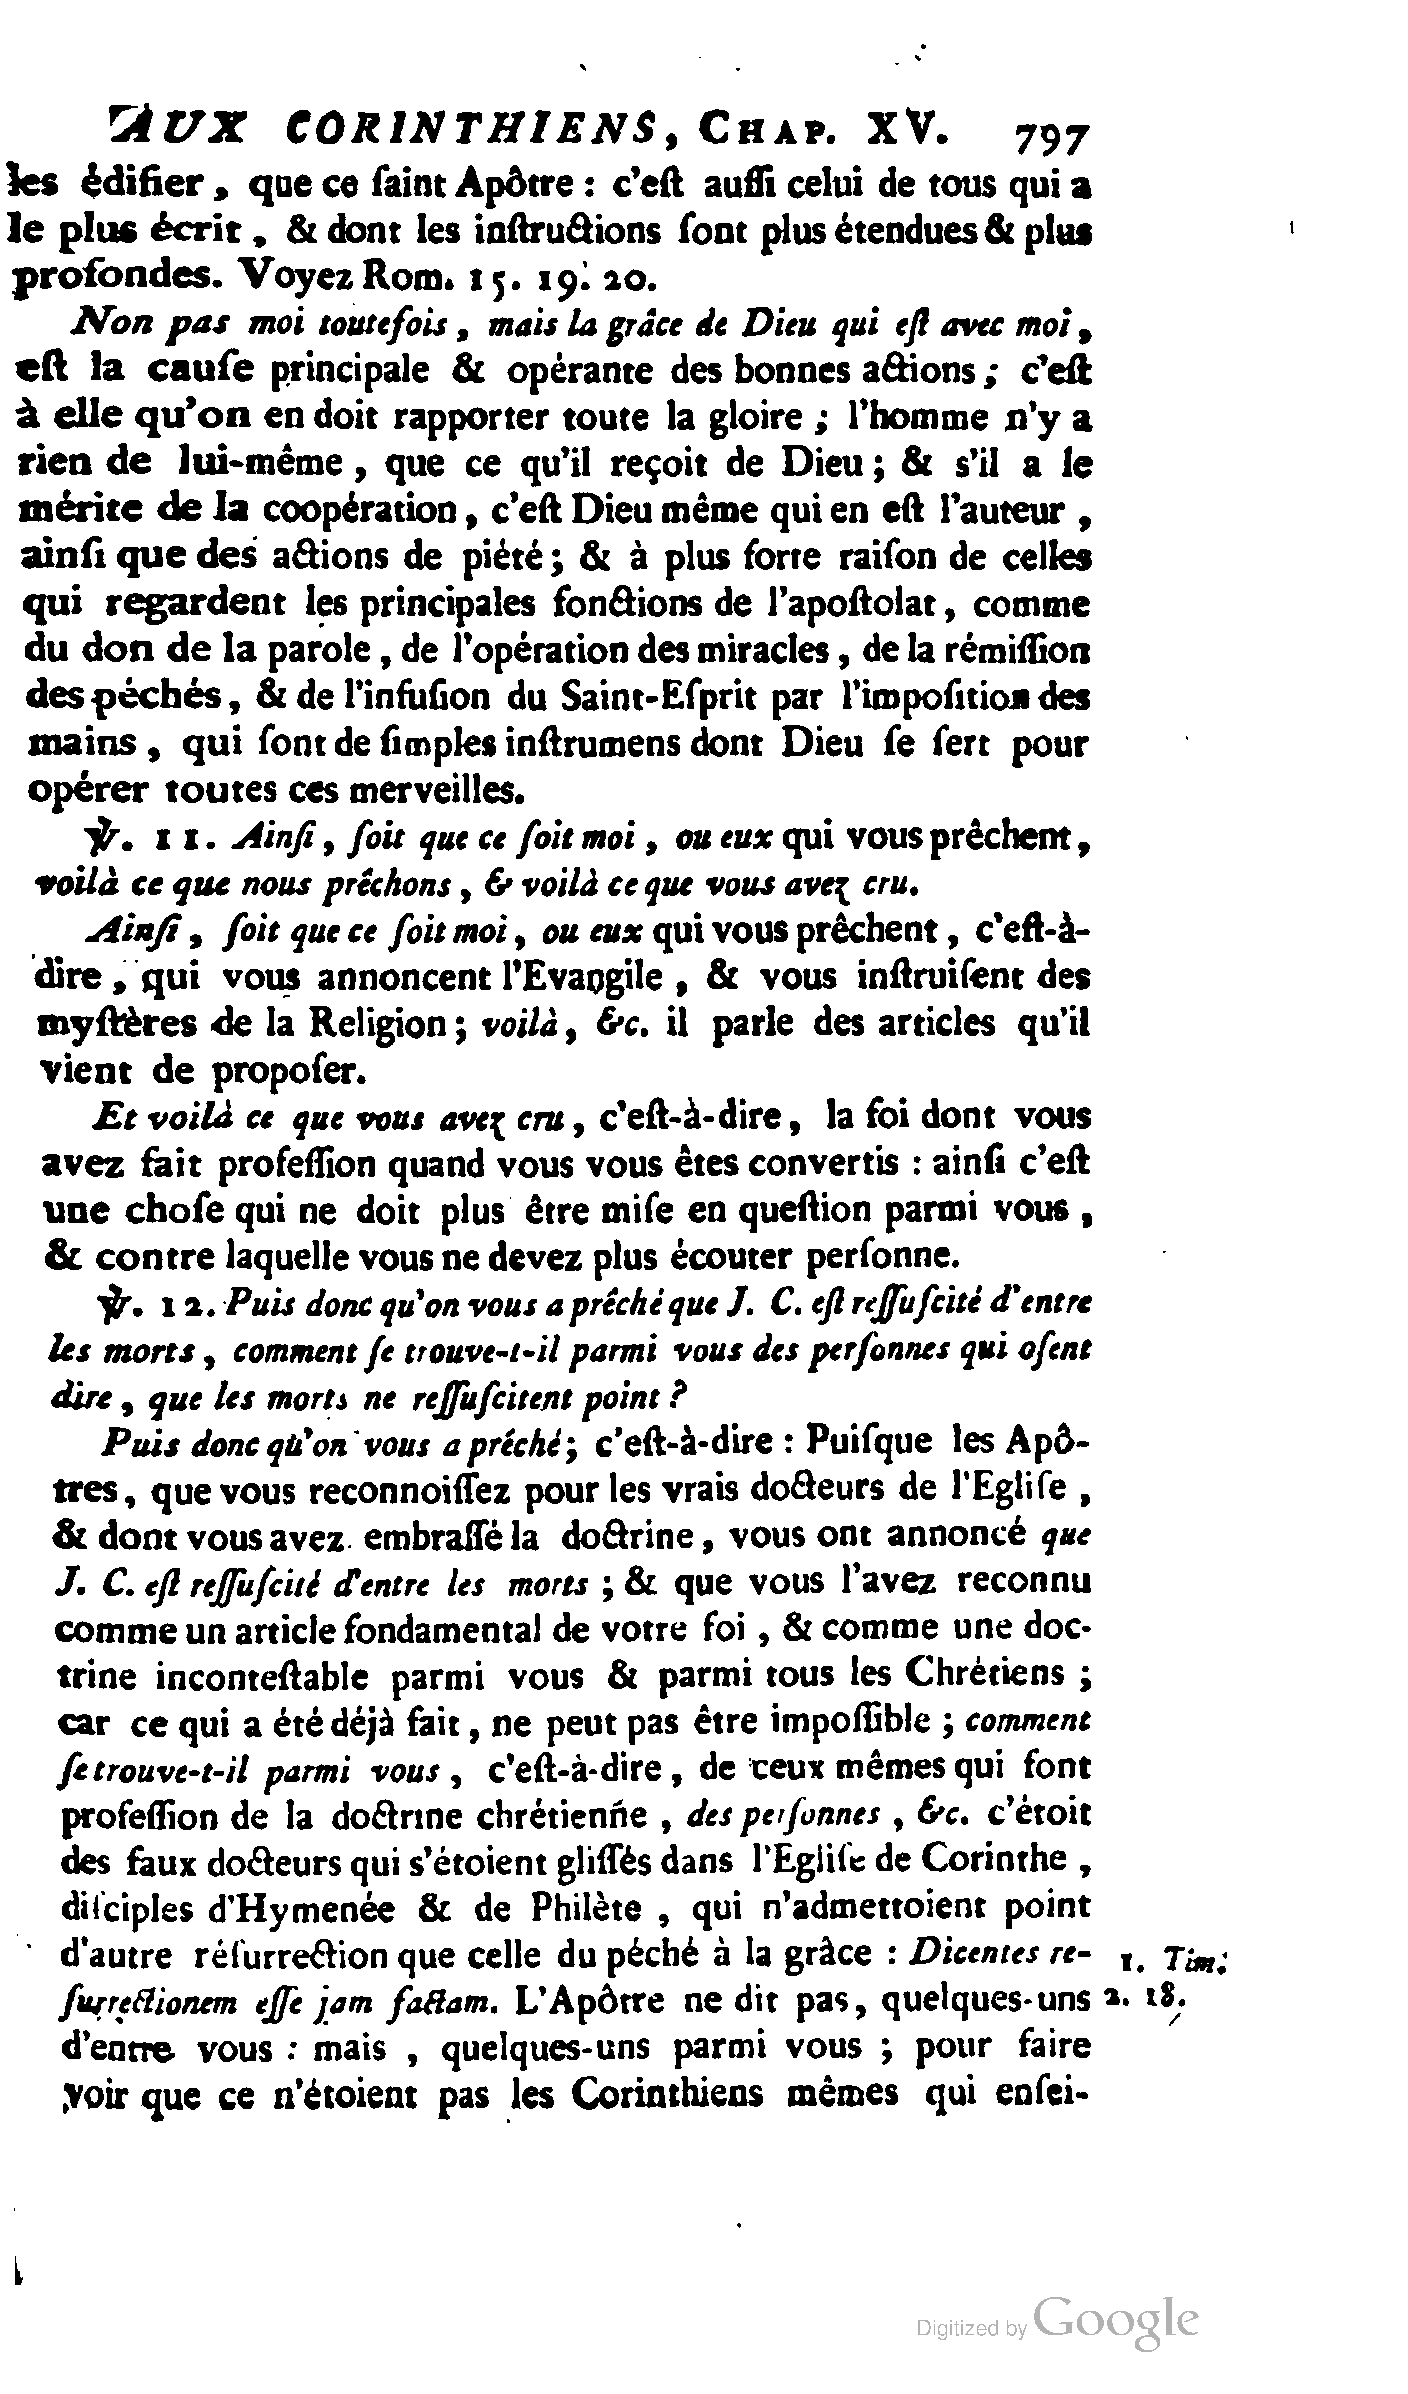 AUX CORINTHIENS, CHAP. XV. 797
les édifier, que ce ſaint Apôtre : c'eſt auſſi celui de tous qui a
le plus écrit, & dont les inſtructions ſont plus étendues & plus
profondes. Voyez Rom. 15. 19. 20.
Non pas moi toutefois, mais la grâce de Dieu qui eſt avec moi,
eſt la cauſe principale & opérante des bonnes actions ; c'eſt
à elle qu'on en doit rapporter toute la gloire ; l'homme n'y a
rien de lui-même, que ce qu'il reçoit de Dieu ; & s'il a le
mérite de la coopération, c'eſt Dieu même qui en eſt l'auteur,
ainſi que des actions de piété ; & à plus forte raiſon de celles
qui regardent les principales fonctions de l'apoſtolat, comme
du don de la parole, de l'opération des miracles, de la rémiſſion
des péchés, & de l'infuſion du Saint-Eſprit par l'impoſition des
mains, qui ſont de ſimples inſtrumens dont Dieu ſe ſert pour
opérer toutes ces merveilles.
℣. 11. Ainſi, ſoit que ce ſoit moi, ou eux qui vous prêchent,
voilà ce que nous prêchons, & voilà ce que vous avez cru.
Ainſi, ſoit que ce ſoit moi, ou eux qui vous prêchent, c'eſt-à-
dire, qui vous annoncent l'Evangile, & vous inſtruiſent des
myſtères de la Religion ; voilà, &c. il parle des articles qu'il
vient de propoſer.
Et voilà ce que vous avez cru, c'eſt-à-dire, la foi dont vous
avez fait profeſſion quand vous vous êtes convertis : ainſi c'eſt
une choſe qui ne doit plus être miſe en queſtion parmi vous,
& contre laquelle vous ne devez plus écouter perſonne.
℣. 12. Puis donc qu'on vous a prêché que J. C. eſt reſſuſcité d'entre
les morts, comment ſe trouve-t-il parmi vous des perſonnes qui oſent
dire, que les morts ne reſſuſcitent point ?
Puis donc qu'on vous a prêché ; c'eſt-à-dire : Puiſque les Apô-
tres, que vous reconnoiſſez pour les vrais docteurs de l'Egliſe,
& dont vous avez embraſſé la doctrine, vous ont annoncé que
J. C. eſt reſſuſcité d'entre les morts ; & que vous l'avez reconnu
comme un article fondamental de votre foi, & comme une doc-
trine inconteſtable parmi vous & parmi tous les Chrétiens ;
car ce qui a été déjà fait, ne peut pas être impoſſible ; comment
ſe trouve-t-il parmi vous, c'eſt-à-dire, de ceux mêmes qui font
profeſſion de la doctrine chrétienne, des perſonnes, &c. c'étoit
des faux docteurs qui s'étoient gliſſés dans l'Egliſe de Corinthe,
diſciples d'Hymenée & de Philète, qui n'admettoient point
d'autre réſurrection que celle du péché à la grâce : Dicentes re- 1. Tim.
ſurrectionem eſſe jam factam. L'Apôtre ne dit pas, quelques-uns 2. 18.
d'entre vous : mais, quelques-uns parmi vous ; pour faire
voir que ce n'étoient pas les Corinthiens mêmes qui enſei-
Digitized by Google